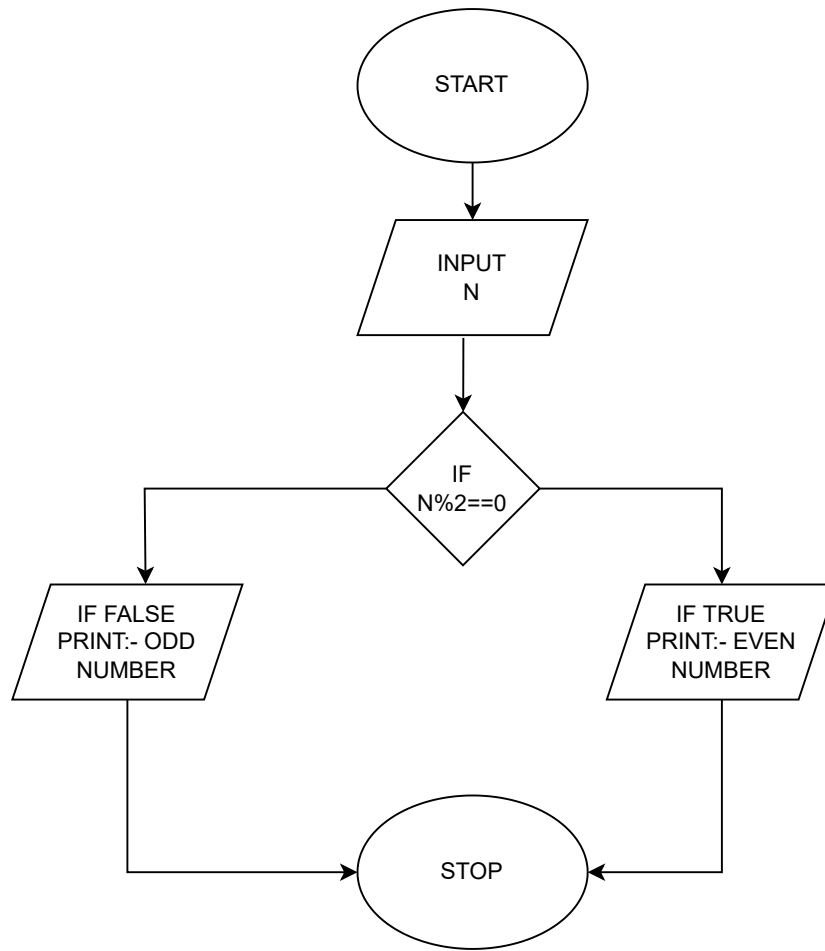 START
INPUT
N
IF
N%2==0
IF FALSE
PRINT:- ODD
NUMBER
IF TRUE
PRINT:- EVEN
NUMBER
STOP